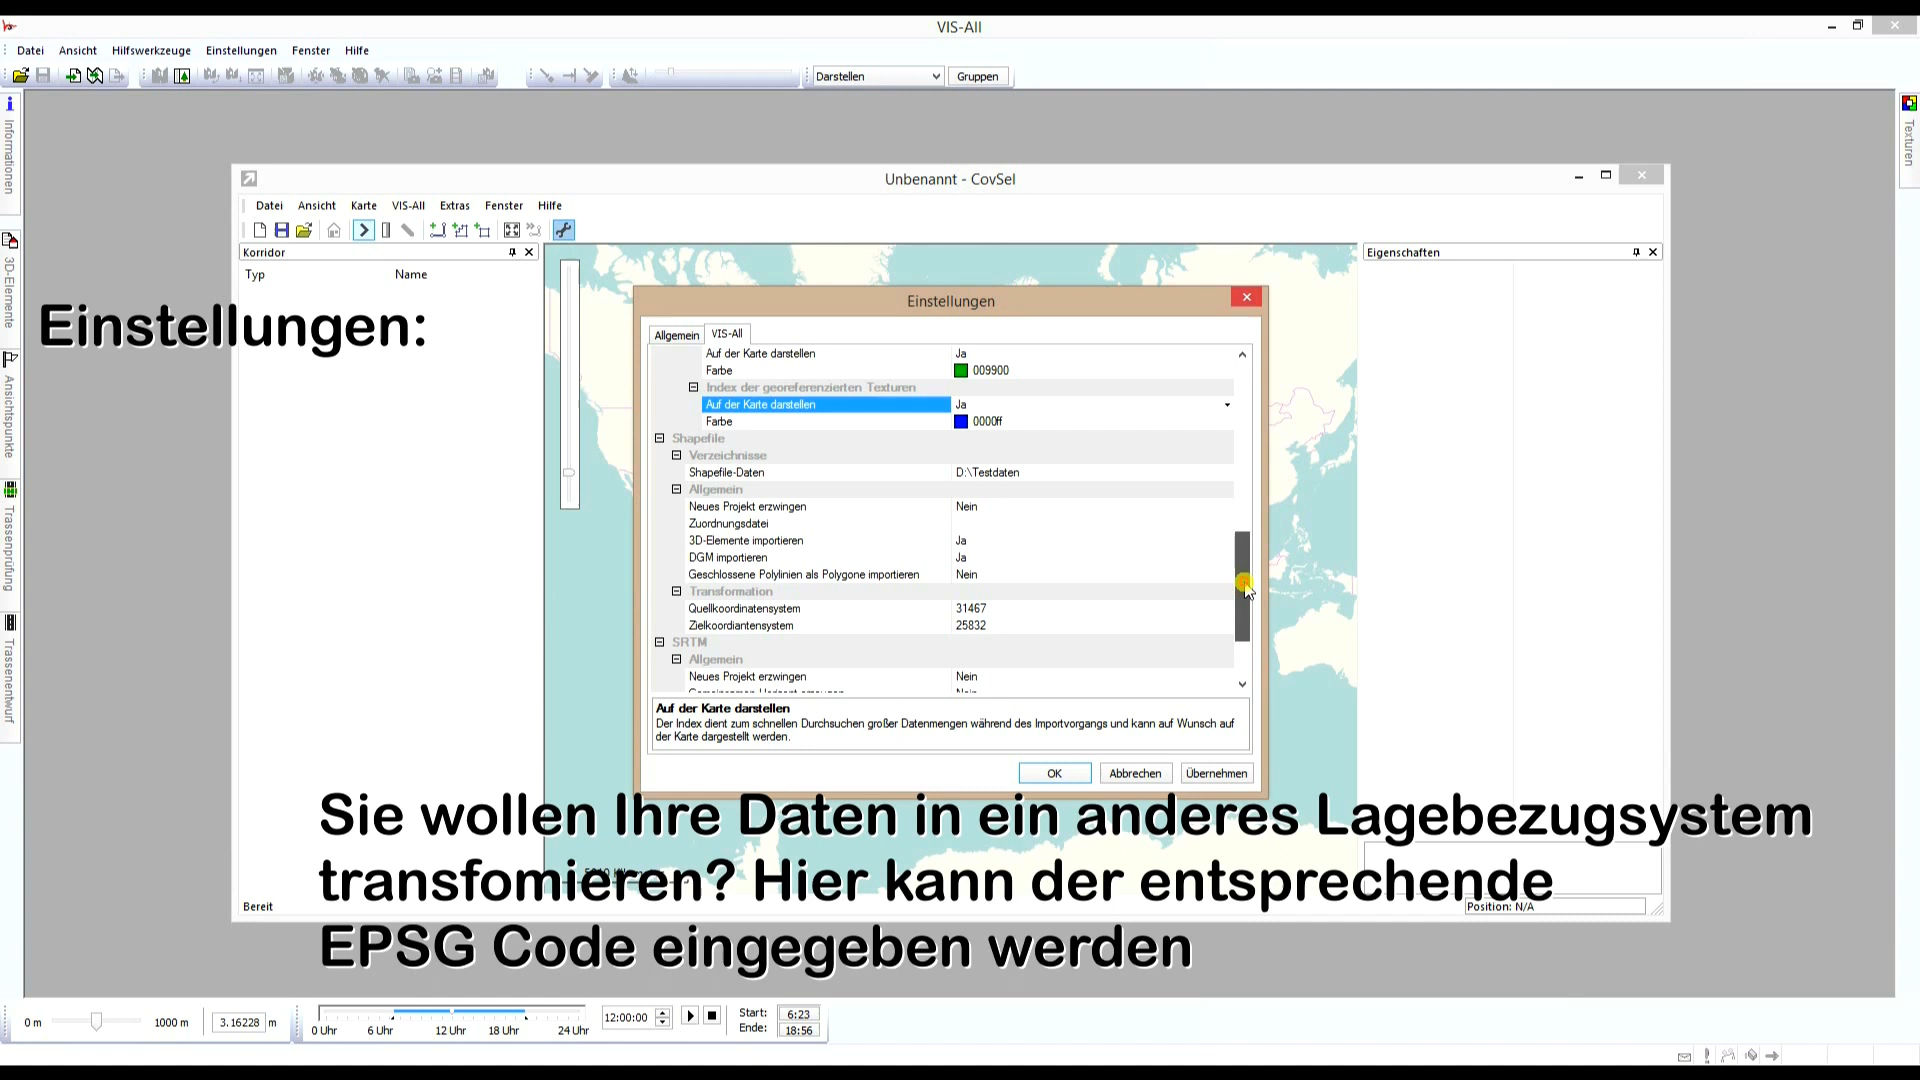 VIS-All
Datei Ansicht Hilfswerkzeuge Einstellungen Fenster Hilfe
Darstellen Gruppen
Informationen
3D-Elemente
Ansichtspunkte
Trassenprüfung
Trassenentwurf
Texturen
Unbenannt - CovSel
Datei Ansicht Karte VIS-All Extras Fenster Hilfe
Korridor
Typ Name
Eigenschaften
Einstellungen:
Einstellungen
Allgemein VIS-All
Auf der Karte darstellen Ja
Farbe 009900
Index der georeferenzierten Texturen
Auf der Karte darstellen Ja
Farbe 0000ff
Shapefile
Verzeichnisse
Shapefile-Daten D:\Testdaten
Allgemein
Neues Projekt erzwingen Nein
Zuordnungsdatei
3D-Elemente importieren Ja
DGM importieren Ja
Geschlossene Polylinien als Polygone importieren Nein
Transformation
Quellkoordinatensystem 31467
Zielkoordiantensystem 25832
SRTM
Allgemein
Neues Projekt erzwingen Nein
Auf der Karte darstellen
Der Index dient zum schnellen Durchsuchen großer Datenmengen während des Importvorgangs und kann auf Wunsch auf
der Karte dargestellt werden.
OK Abbrechen Übernehmen
Sie wollen Ihre Daten in ein anderes Lagebezugsystem
transfomieren? Hier kann der entsprechende
EPSG Code eingegeben werden
Bereit
Position: N/A
0 m 1000 m 3.16228 m
0 Uhr 6 Uhr 12 Uhr 18 Uhr 24 Uhr
12:00:00
Start: 6:23
Ende: 18:56